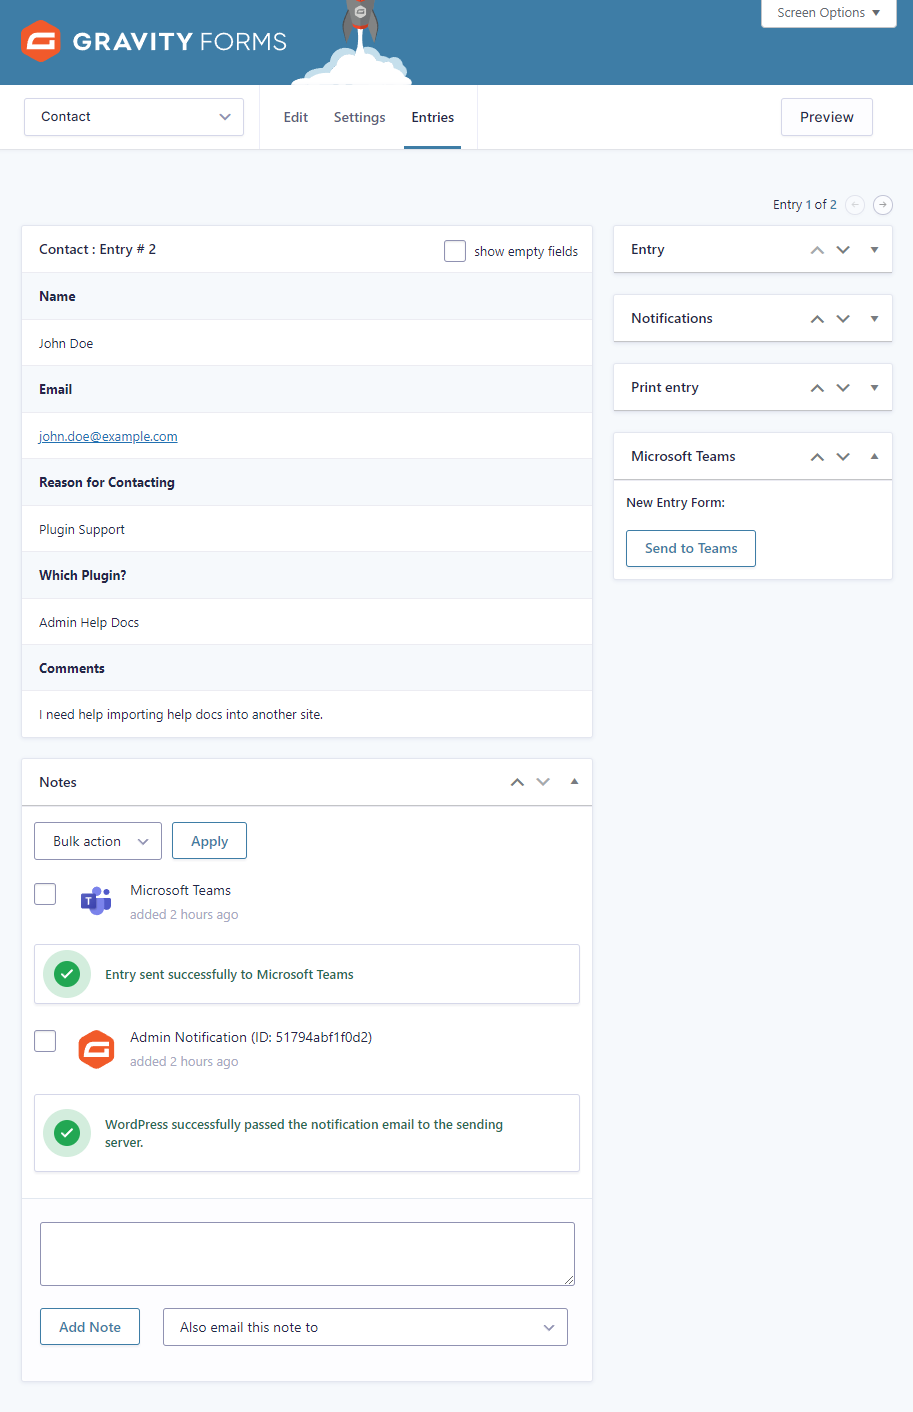 Screen Options
GRAVITY FORMS
Contact
Edit
Settings
Entries
Preview
Entry 1 of 2
Contact : Entry # 2
show empty fields
Name
John Doe
Email
john.doe@example.com
Reason for Contacting
Plugin Support
Which Plugin?
Admin Help Docs
Comments
I need help importing help docs into another site.
Entry
Notifications
Print entry
Microsoft Teams
New Entry Form:
Send to Teams
Notes
Bulk action
Apply
T
Microsoft Teams
added 2 hours ago
Entry sent successfully to Microsoft Teams
Admin Notification (ID: 51794abf1f0d2)
added 2 hours ago
WordPress successfully passed the notification email to the sending
server.
Add Note
Also email this note to